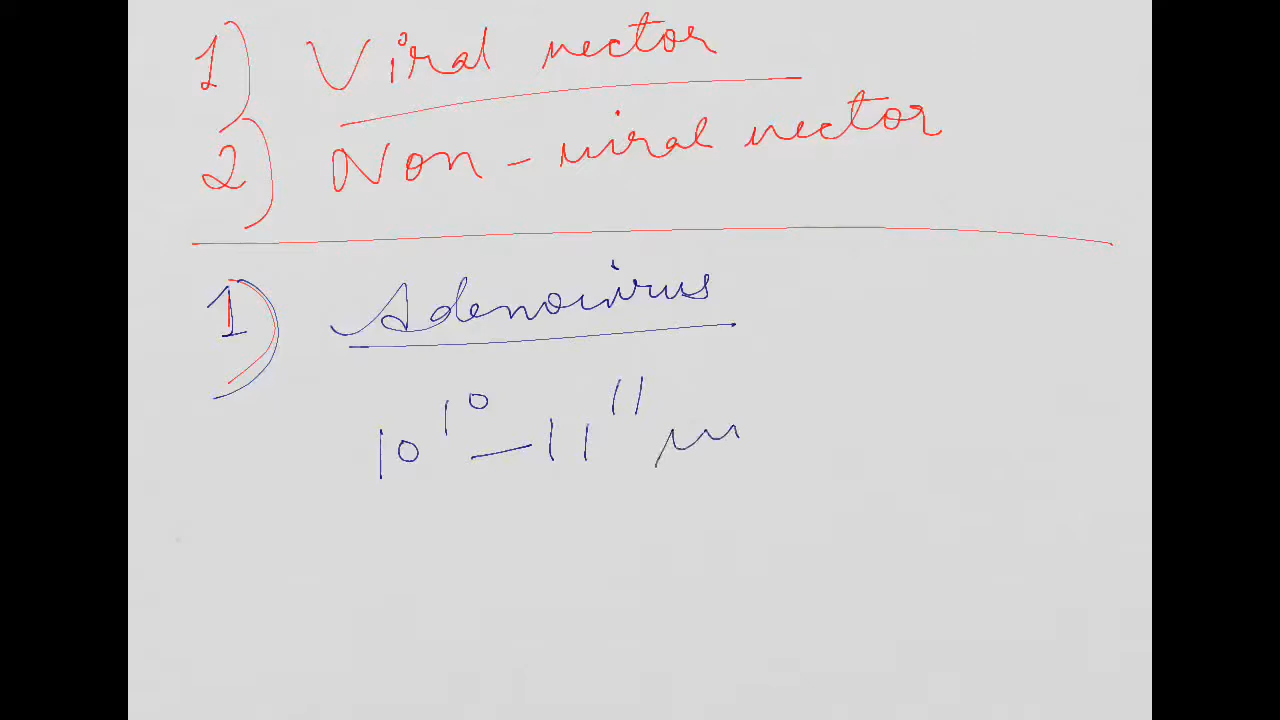 1) Viral vector
2) Non-viral vector
1) Adenovirus
10¹⁰ - 11¹¹